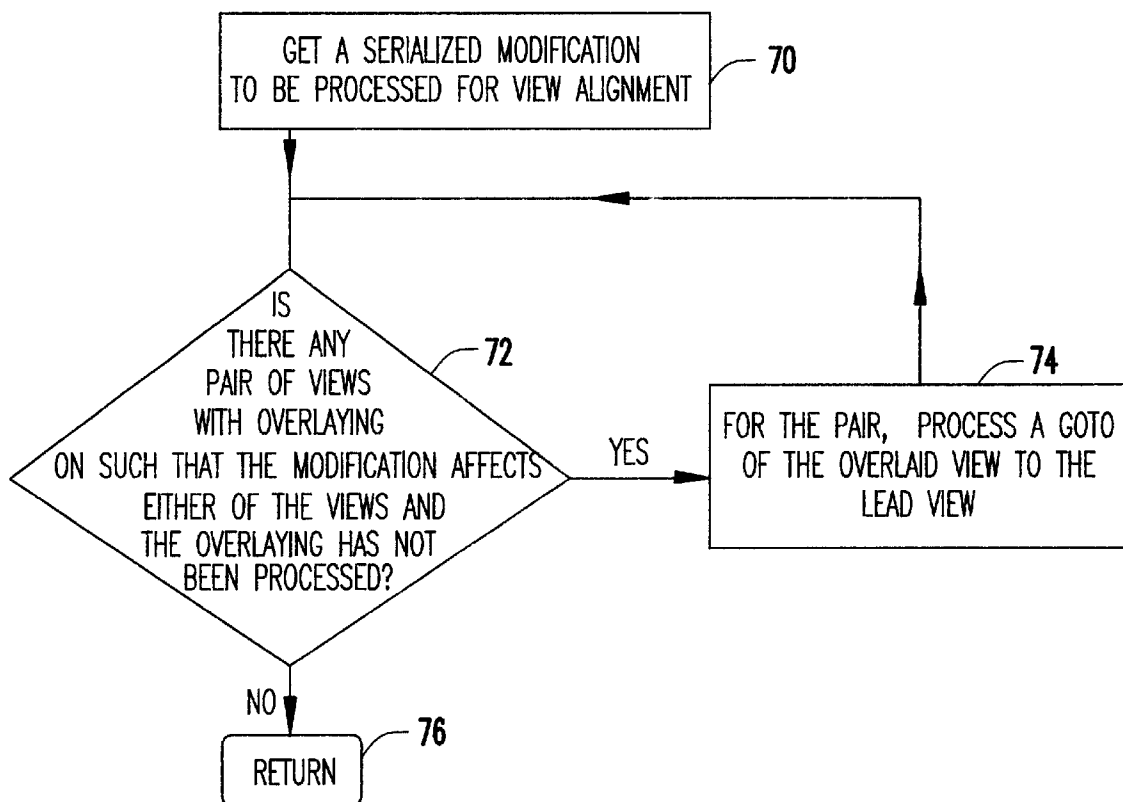 GET A SERIALIZED MODIFICATION
TO BE PROCESSED FOR VIEW ALIGNMENT
70
IS
THERE ANY
PAIR OF VIEWS
WITH OVERLAYING
ON SUCH THAT THE MODIFICATION AFFECTS
EITHER OF THE VIEWS AND
THE OVERLAYING HAS NOT
BEEN PROCESSED?
72
YES
74
FOR THE PAIR, PROCESS A GOTO
OF THE OVERLAID VIEW TO THE
LEAD VIEW
NO
76
RETURN